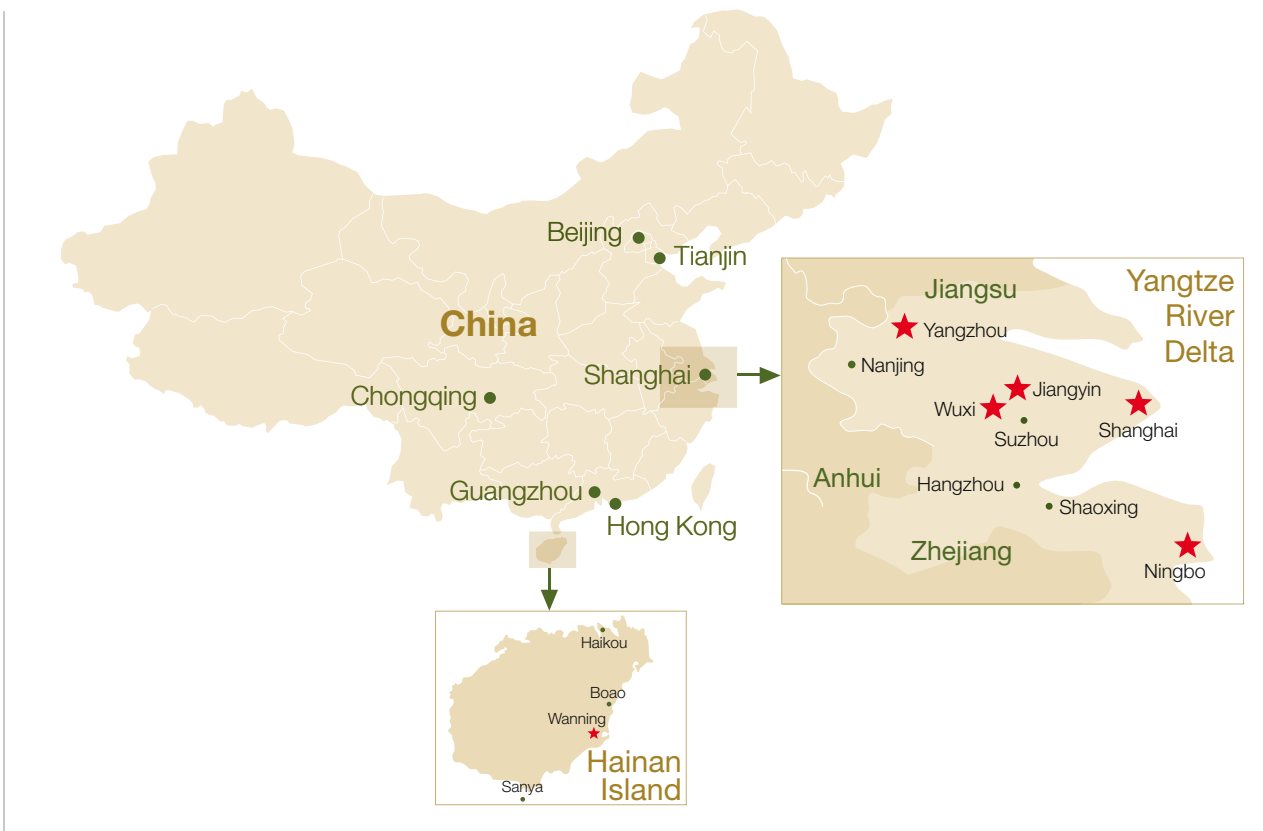 Beijing
Tianjin
China
Shanghai
Chongqing
Guangzhou
Hong Kong
Yangtze
River
Delta
Jiangsu
Yangzhou
Nanjing
Jiangyin
Wuxi
Shanghai
Suzhou
Anhui
Hangzhou
Shaoxing
Zhejiang
Ningbo
Haikou
Boao
Wanning
Hainan
Island
Sanya